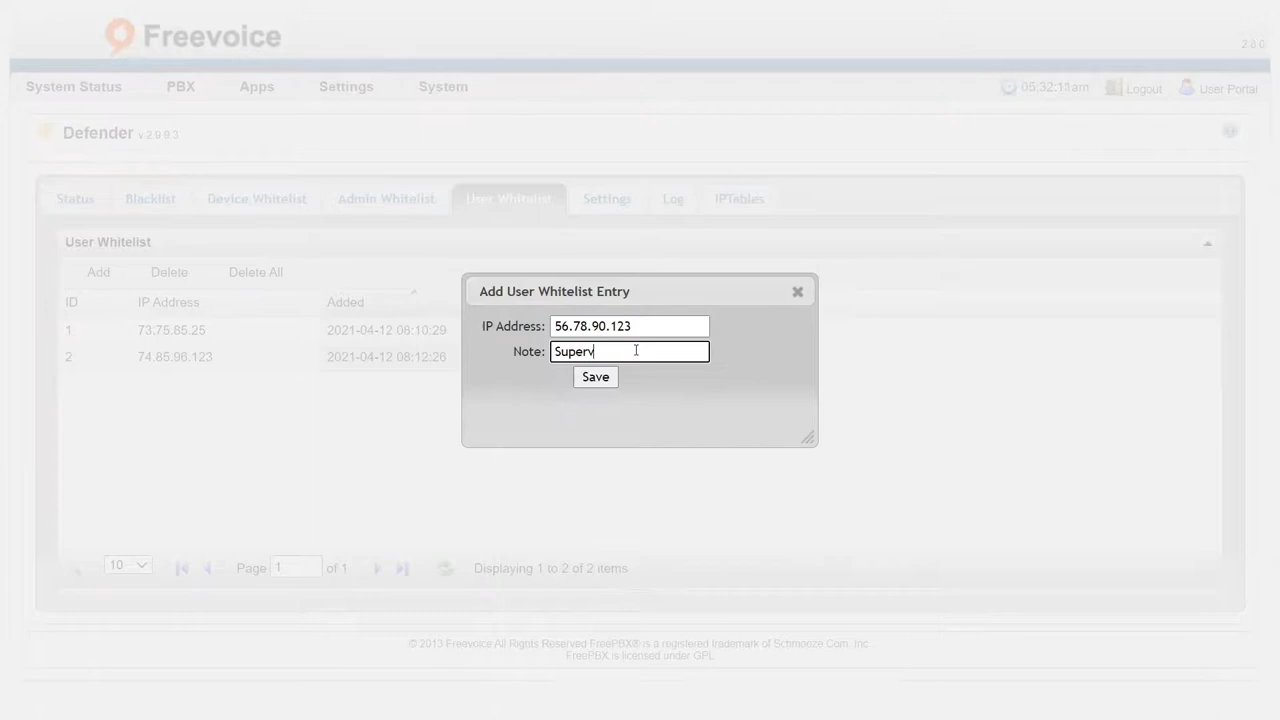 Freevoice
2.8.0
System Status PBX Apps Settings System 05:32:11am Logout User Portal
Defender v.2.9.9.3
Status Blacklist Device Whitelist Admin Whitelist User Whitelist Settings Log IPTables
User Whitelist
Add Delete Delete All
ID IP Address Added
1 73.75.85.25 2021-04-12 08:10:29
2 74.85.96.123 2021-04-12 08:12:26
Add User Whitelist Entry
IP Address: 56.78.90.123
Note: Superv
Save
10 Page 1 of 1 Displaying 1 to 2 of 2 items
© 2013 Freevoice All Rights Reserved FreePBX® is a registered trademark of Schmooze Com. Inc.
FreePBX is licensed under GPL.